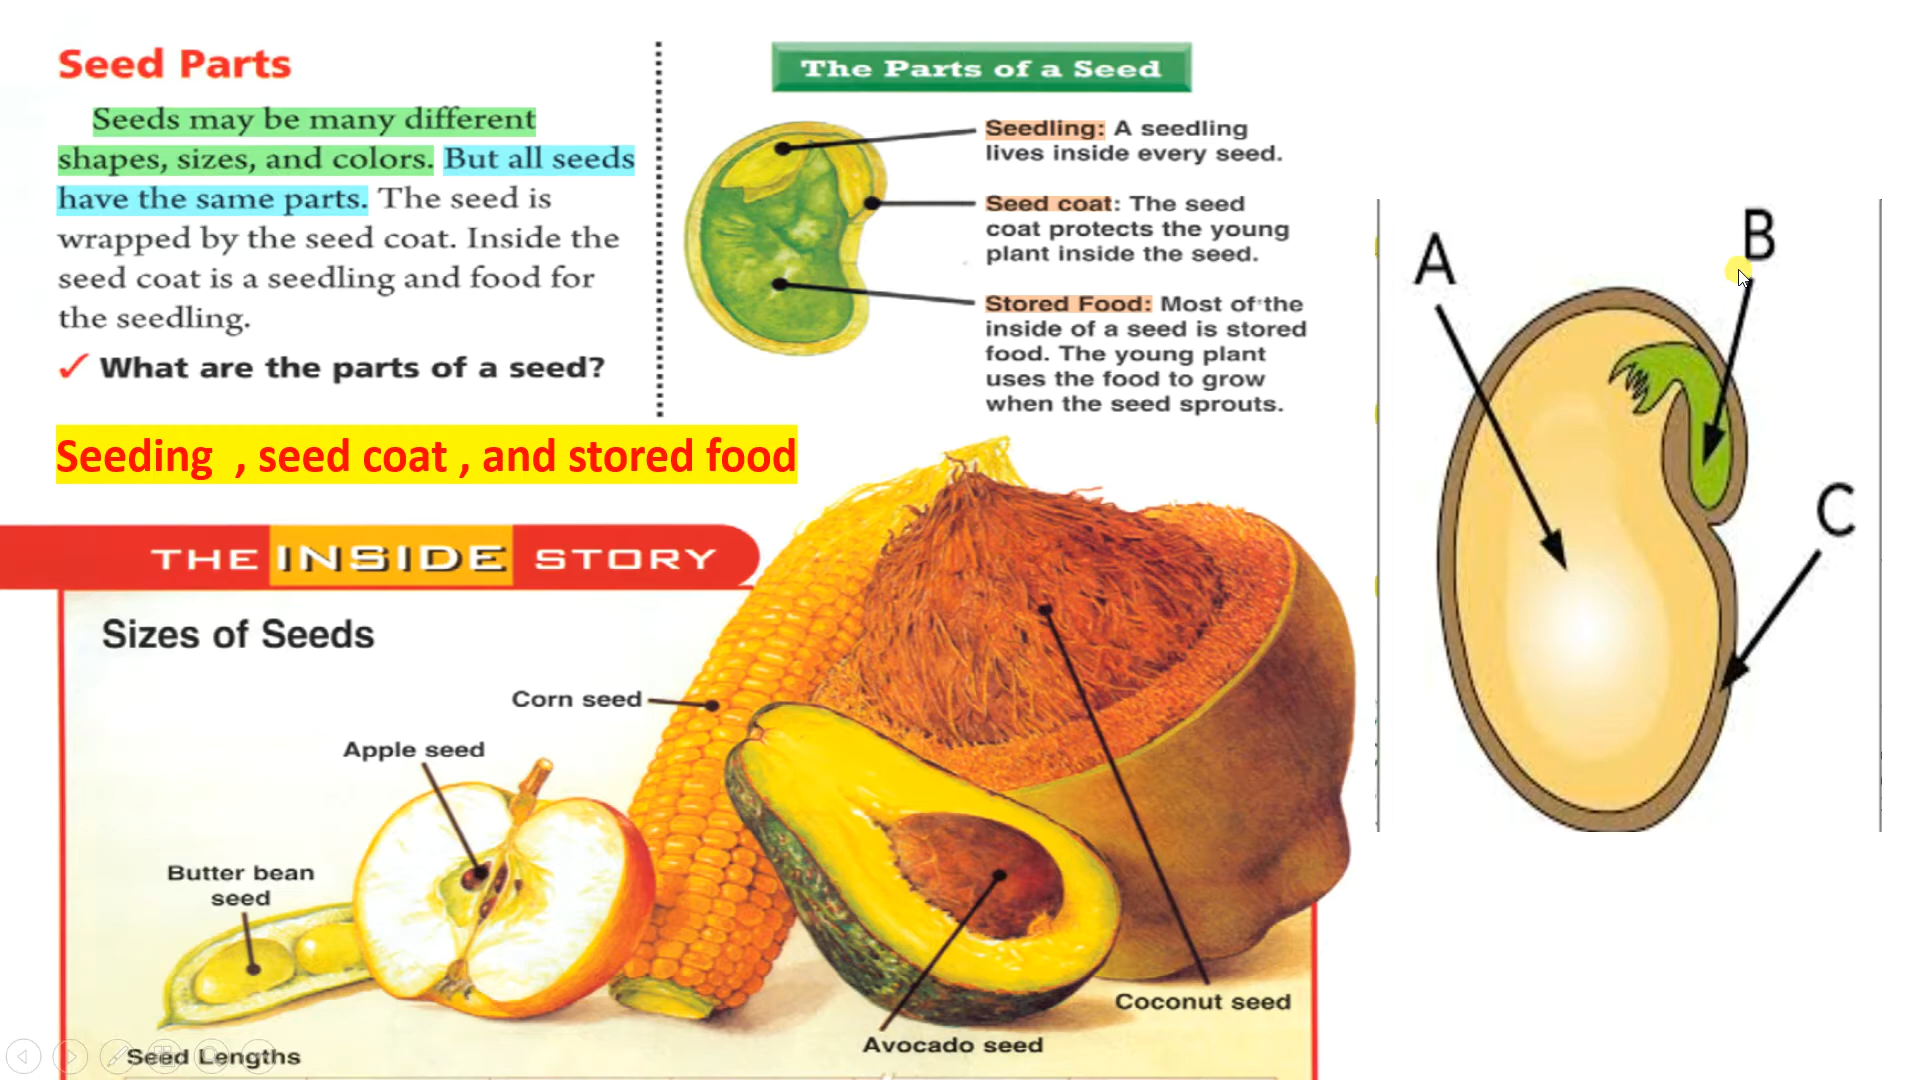 Seed Parts
Seeds may be many different
shapes, sizes, and colors. But all seeds
have the same parts. The seed is
wrapped by the seed coat. Inside the
seed coat is a seedling and food for
the seedling.
✓ What are the parts of a seed?
Seeding , seed coat , and stored food
The Parts of a Seed
Seedling: A seedling
lives inside every seed.
Seed coat: The seed
coat protects the young
plant inside the seed.
Stored Food: Most of the
inside of a seed is stored
food. The young plant
uses the food to grow
when the seed sprouts.
A
B
C
THE INSIDE STORY
Sizes of Seeds
Corn seed
Apple seed
Butter bean
seed
Coconut seed
Avocado seed
Seed Lengths